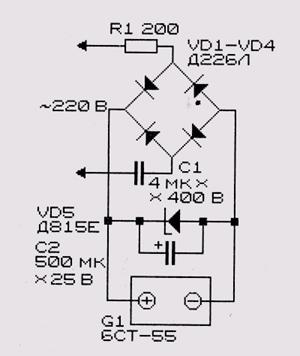 R1 200
VD1-VD4
Д226Л
~220 В
C1
4 мк х
х 400 В
VD5
Д815Е
C2
500 мк
х 25 В
+
+ −
G1
6СТ-55